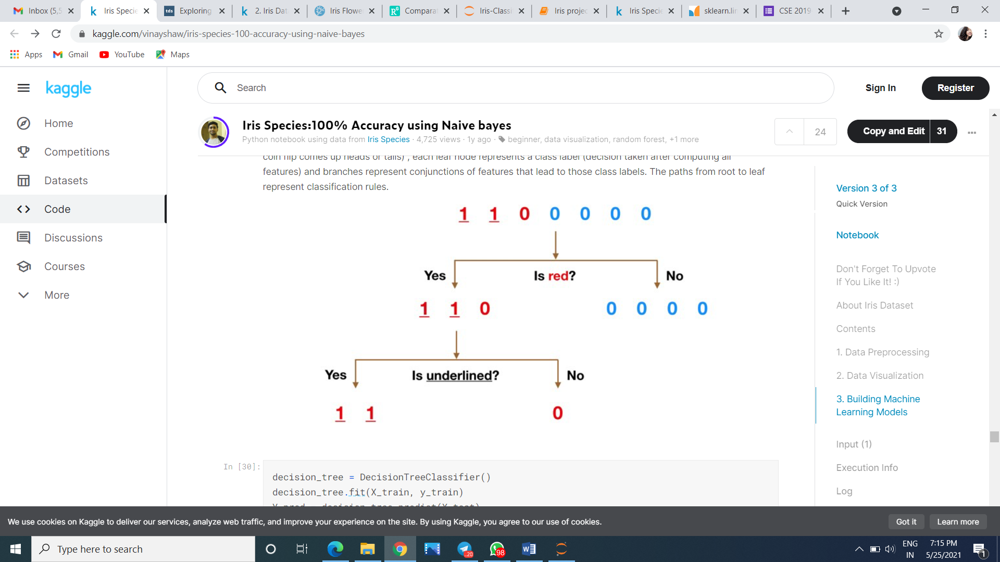 Inbox (5,5
Iris Specie
Exploring
2. Iris Dat
Iris Flowe
Comparat
Iris-Classi
Iris projec
Iris Specie
sklearn.lin
CSE 2019
kaggle.com/vinayshaw/iris-species-100-accuracy-using-naive-bayes
Apps
Gmail
YouTube
Maps
kaggle
Search
Sign In
Register
Home
Competitions
Datasets
Code
Discussions
Courses
More
Iris Species:100% Accuracy using Naive bayes
Python notebook using data from Iris Species · 4,725 views · 1y ago · beginner, data visualization, random forest, +1 more
24
Copy and Edit 31
coin flip comes up heads or tails) , each leaf node represents a class label (decision taken after computing all
features) and branches represent conjunctions of features that lead to those class labels. The paths from root to leaf
represent classification rules.
1 1 0 0 0 0 0
Yes Is red? No
1 1 0 0 0 0 0
Yes Is underlined? No
1 1 0
In [30]:
decision_tree = DecisionTreeClassifier()
decision_tree.fit(X_train, y_train)
Y_pred = decision_tree.predict(X_test)
Version 3 of 3
Quick Version
Notebook
Don't Forget To Upvote
If You Like It! :)
About Iris Dataset
Contents
1. Data Preprocessing
2. Data Visualization
3. Building Machine
Learning Models
Input (1)
Execution Info
Log
We use cookies on Kaggle to deliver our services, analyze web traffic, and improve your experience on the site. By using Kaggle, you agree to our use of cookies.
Got it
Learn more
Type here to search
20
98
ENG
IN
7:15 PM
5/25/2021
1